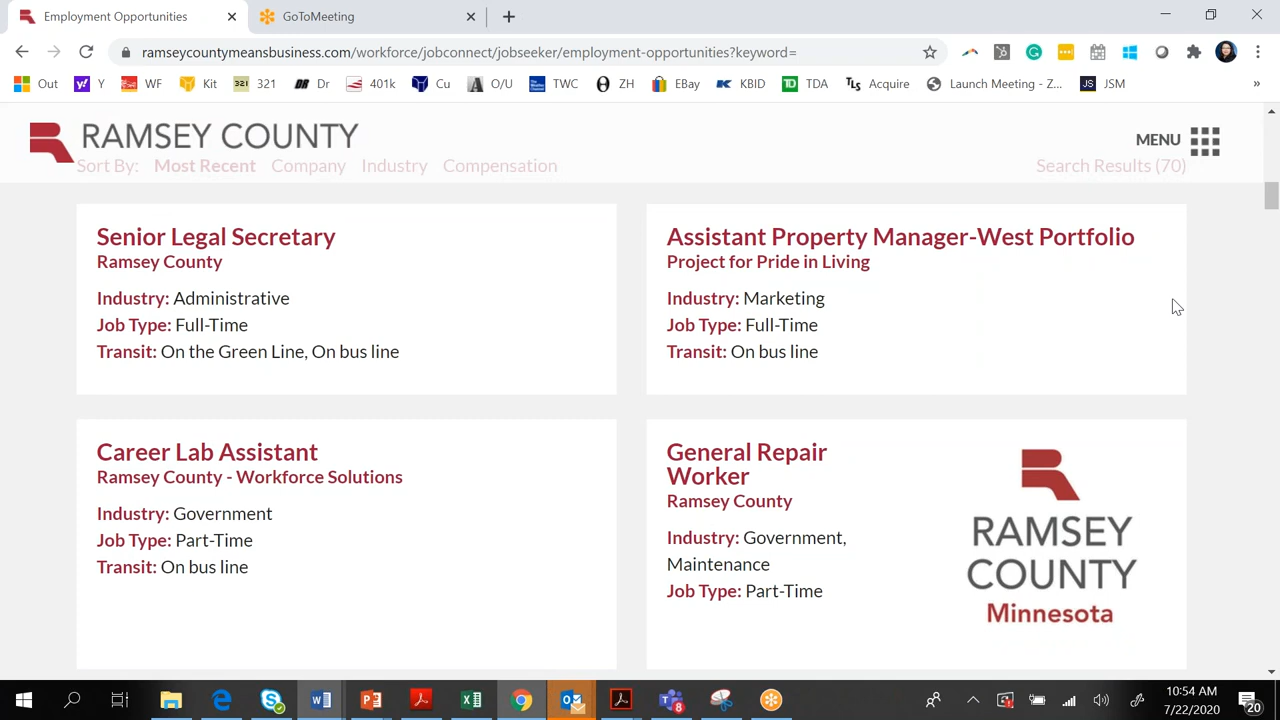 Employment Opportunities
GoToMeeting
ramseycountymeansbusiness.com/workforce/jobconnect/jobseeker/employment-opportunities?keyword=
Out Y WF Kit 321 Dr 401k Cu O/U TWC ZH EBay KBID TDA Acquire Launch Meeting - Z... JSM »
RAMSEY COUNTY
MENU
Sort By: Most Recent Company Industry Compensation
Search Results (70)
Senior Legal Secretary
Ramsey County
Industry: Administrative
Job Type: Full-Time
Transit: On the Green Line, On bus line
Assistant Property Manager-West Portfolio
Project for Pride in Living
Industry: Marketing
Job Type: Full-Time
Transit: On bus line
Career Lab Assistant
Ramsey County - Workforce Solutions
Industry: Government
Job Type: Part-Time
Transit: On bus line
General Repair
Worker
Ramsey County
Industry: Government,
Maintenance
Job Type: Part-Time
RAMSEY
COUNTY
Minnesota
10:54 AM
7/22/2020
8
20